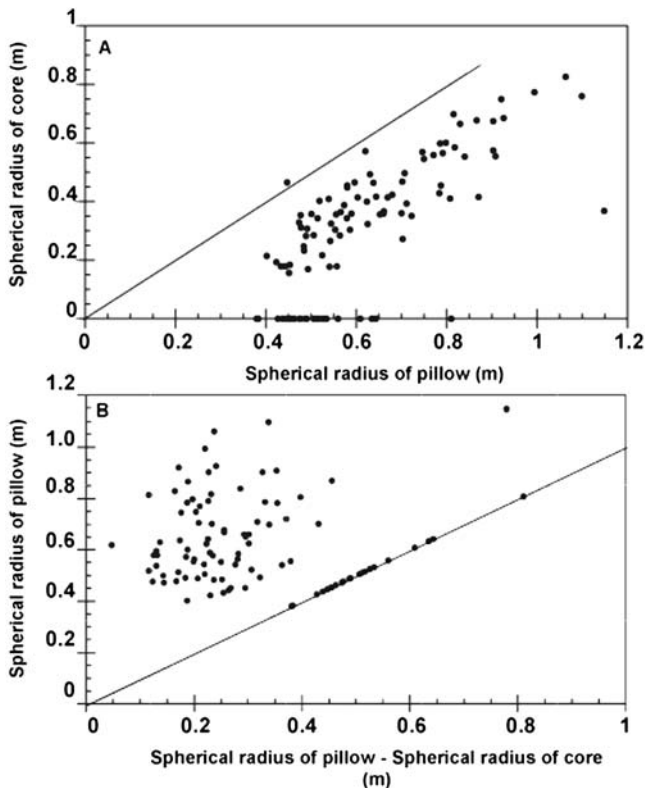 A
Spherical radius of core (m)
1
0.8
0.6
0.4
0.2
0
0 0.2 0.4 0.6 0.8 1 1.2
Spherical radius of pillow (m)
B
Spherical radius of pillow (m)
1.2
1.0
0.8
0.6
0.4
0.2
0
0 0.2 0.4 0.6 0.8 1
Spherical radius of pillow - Spherical radius of core
(m)